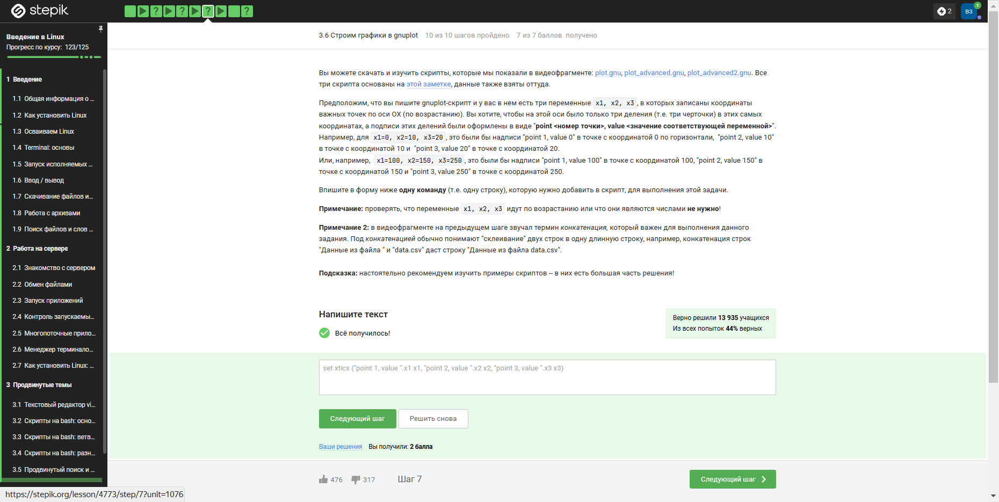 stepik
? ? ? ?
2
ВЗ
1
Введение в Linux
Прогресс по курсу: 123/125
1 Введение
1.1 Общая информация о ...
1.2 Как установить Linux
1.3 Осваиваем Linux
1.4 Terminal: основы
1.5 Запуск исполняемых ...
1.6 Ввод / вывод
1.7 Скачивание файлов и...
1.8 Работа с архивами
1.9 Поиск файлов и слов ...
2 Работа на сервере
2.1 Знакомство с сервером
2.2 Обмен файлами
2.3 Запуск приложений
2.4 Контроль запускаемы...
2.5 Многопоточные прило...
2.6 Менеджер терминало...
2.7 Как установить Linux: ...
3 Продвинутые темы
3.1 Текстовый редактор vi...
3.2 Скрипты на bash: осно...
3.3 Скрипты на bash: ветв...
3.4 Скрипты на bash: разн...
3.5 Продвинутый поиск и ...
https://stepik.org/lesson/4773/step/7?unit=1076
3.6 Строим графики в gnuplot 10 из 10 шагов пройдено 7 из 7 баллов получено
Вы можете скачать и изучить скрипты, которые мы показали в видеофрагменте: plot.gnu, plot_advanced.gnu, plot_advanced2.gnu. Все
три скрипта основаны на этой заметке, данные также взяты оттуда.
Предположим, что вы пишите gnuplot-скрипт и у вас в нем есть три переменные x1, x2, x3, в которых записаны координаты
важных точек по оси OX (по возрастанию). Вы хотите, чтобы на этой оси было только три деления (т.е. три черточки) в этих самых
координатах, а подписи этих делений были оформлены в виде "point <номер точки>, value <значение соответствующей переменной>".
Например, для x1=0, x2=10, x3=20, это были бы надписи "point 1, value 0" в точке с координатой 0 по горизонтали, "point 2, value 10"
в точке с координатой 10 и "point 3, value 20" в точке с координатой 20.
Или, например, x1=100, x2=150, x3=250, это были бы надписи "point 1, value 100" в точке с координатой 100, "point 2, value 150" в
точке с координатой 150 и "point 3, value 250" в точке с координатой 250.
Впишите в форму ниже одну команду (т.е. одну строку), которую нужно добавить в скрипт, для выполнения этой задачи.
Примечание: проверять, что переменные x1, x2, x3 идут по возрастанию или что они являются числами не нужно!
Примечание 2: в видеофрагменте на предыдущем шаге звучал термин конкатенация, который важен для выполнения данного
задания. Под конкатенацией обычно понимают "склеивание" двух строк в одну длинную строку, например, конкатенация строк
"Данные из файла " и "data.csv" даст строку "Данные из файла data.csv".
Подсказка: настоятельно рекомендуем изучить примеры скриптов -- в них есть большая часть решения!
Напишите текст
Всё получилось!
Верно решили 13 935 учащихся
Из всех попыток 44% верных
set xtics ("point 1, value ".x1 x1, "point 2, value ".x2 x2, "point 3, value ".x3 x3)
Следующий шаг
Решить снова
Ваши решения Вы получили: 2 балла
476 317 Шаг 7
Следующий шаг